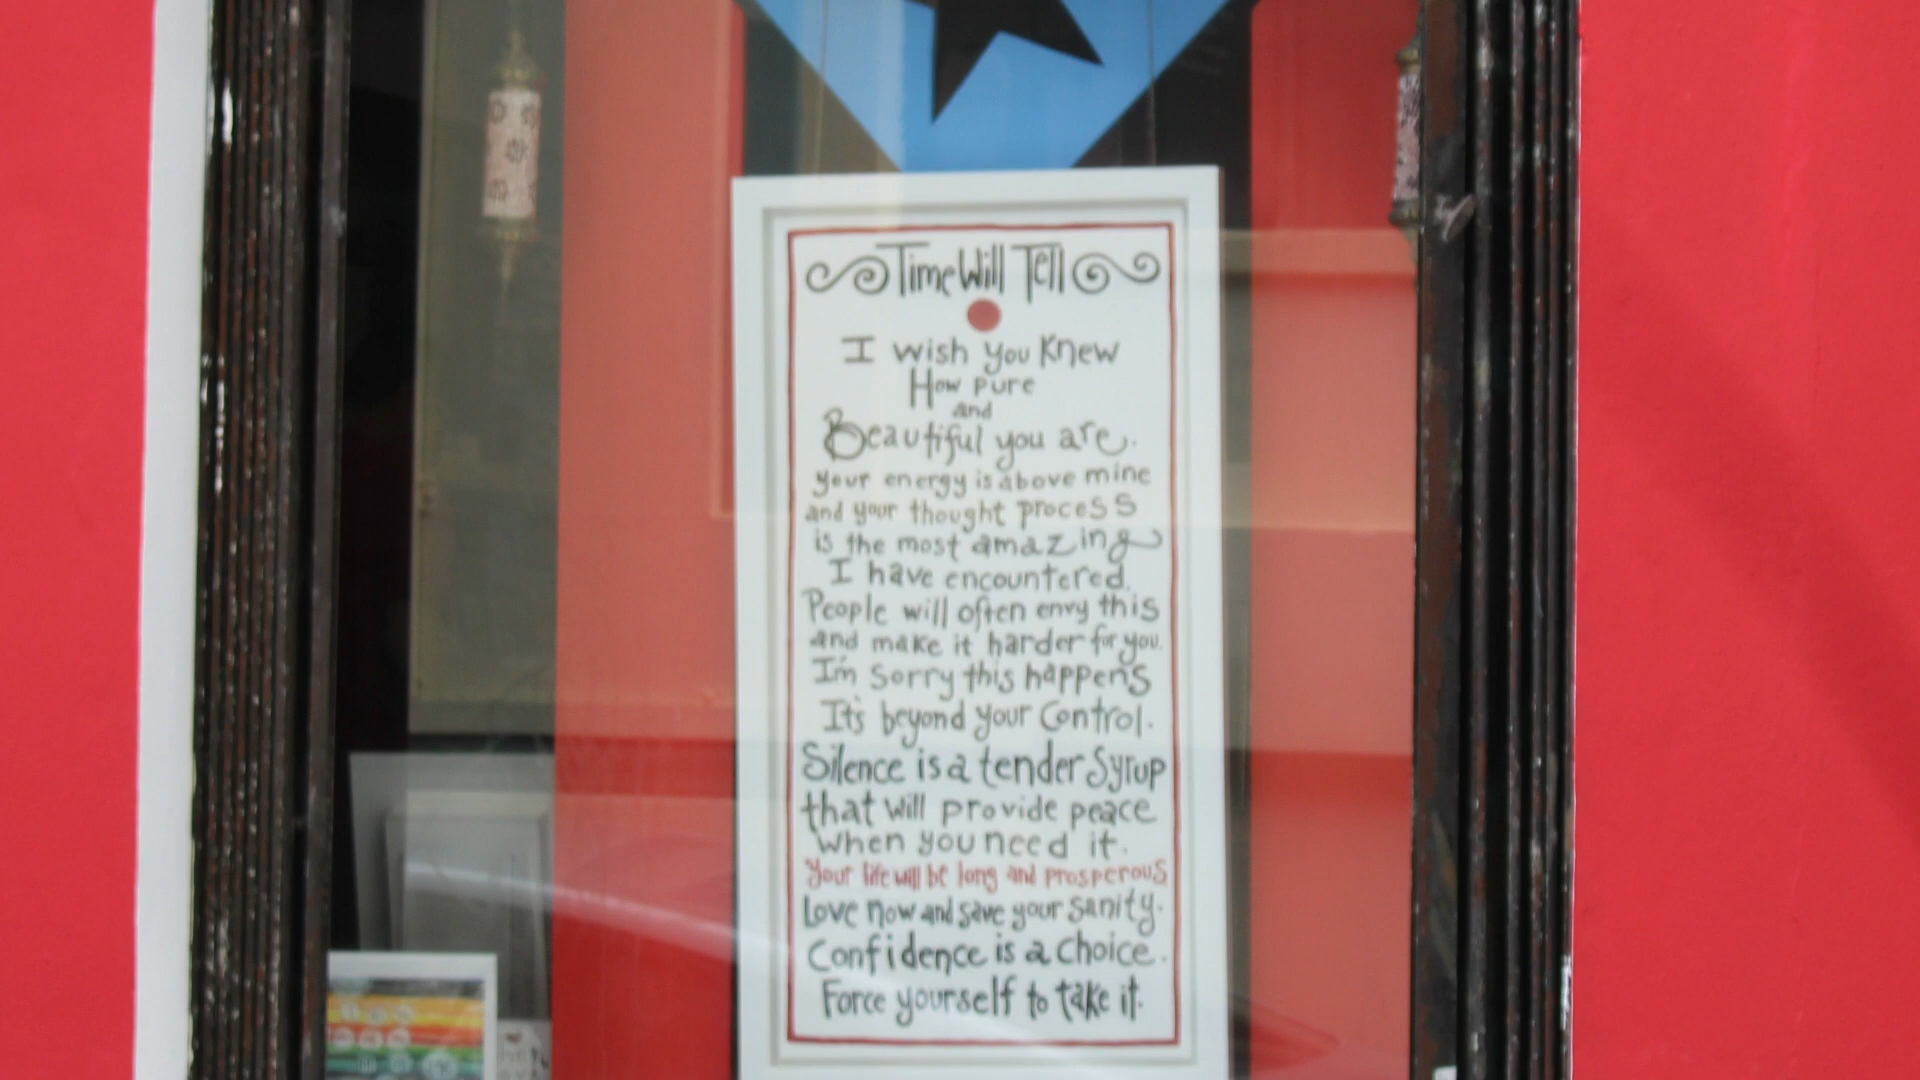 Time Will Tell
I wish you Knew
How pure
and
Beautiful you are.
your energy is above mine
and your thought process
is the most amazing
I have encountered.
People will often envy this
and make it harder for you.
I'm sorry this happens
It's beyond your control.
Silence is a tender Syrup
that will provide peace
When you need it.
Your life will be long and prosperous
Love now and save your sanity.
Confidence is a choice.
Force yourself to take it.